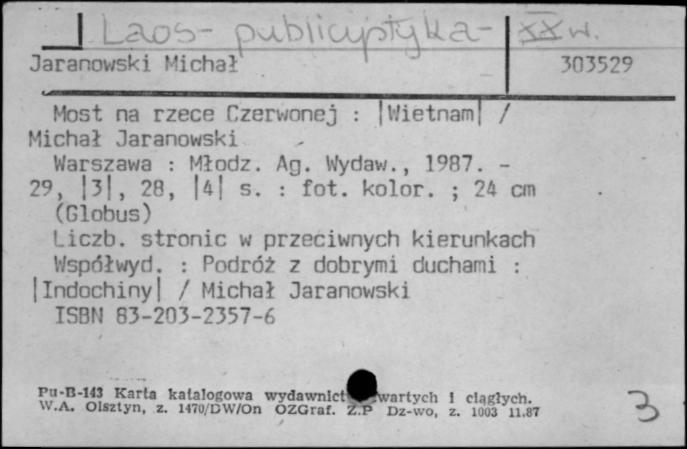 Laos - publicystyka - XX w.
Jaranowski Michał 303529
Most na rzece Czerwonej : |Wietnam| /
Michał Jaranowski
Warszawa : Młodz. Ag. Wydaw., 1987. -
29, |3|, 28, |4| s. : fot. kolor. ; 24 cm
(Globus)
Liczb. stronic w przeciwnych kierunkach
Współwyd. : Podróż z dobrymi duchami :
|Indochiny| / Michał Jaranowski
ISBN 83-203-2357-6
Pu-B-143 Karta katalogowa wydawnict wartych i ciągłych.
W.A. Olsztyn, z. 1470/DW/On OZGraf. Z.P Dz-wo, z. 1003 11.87
3